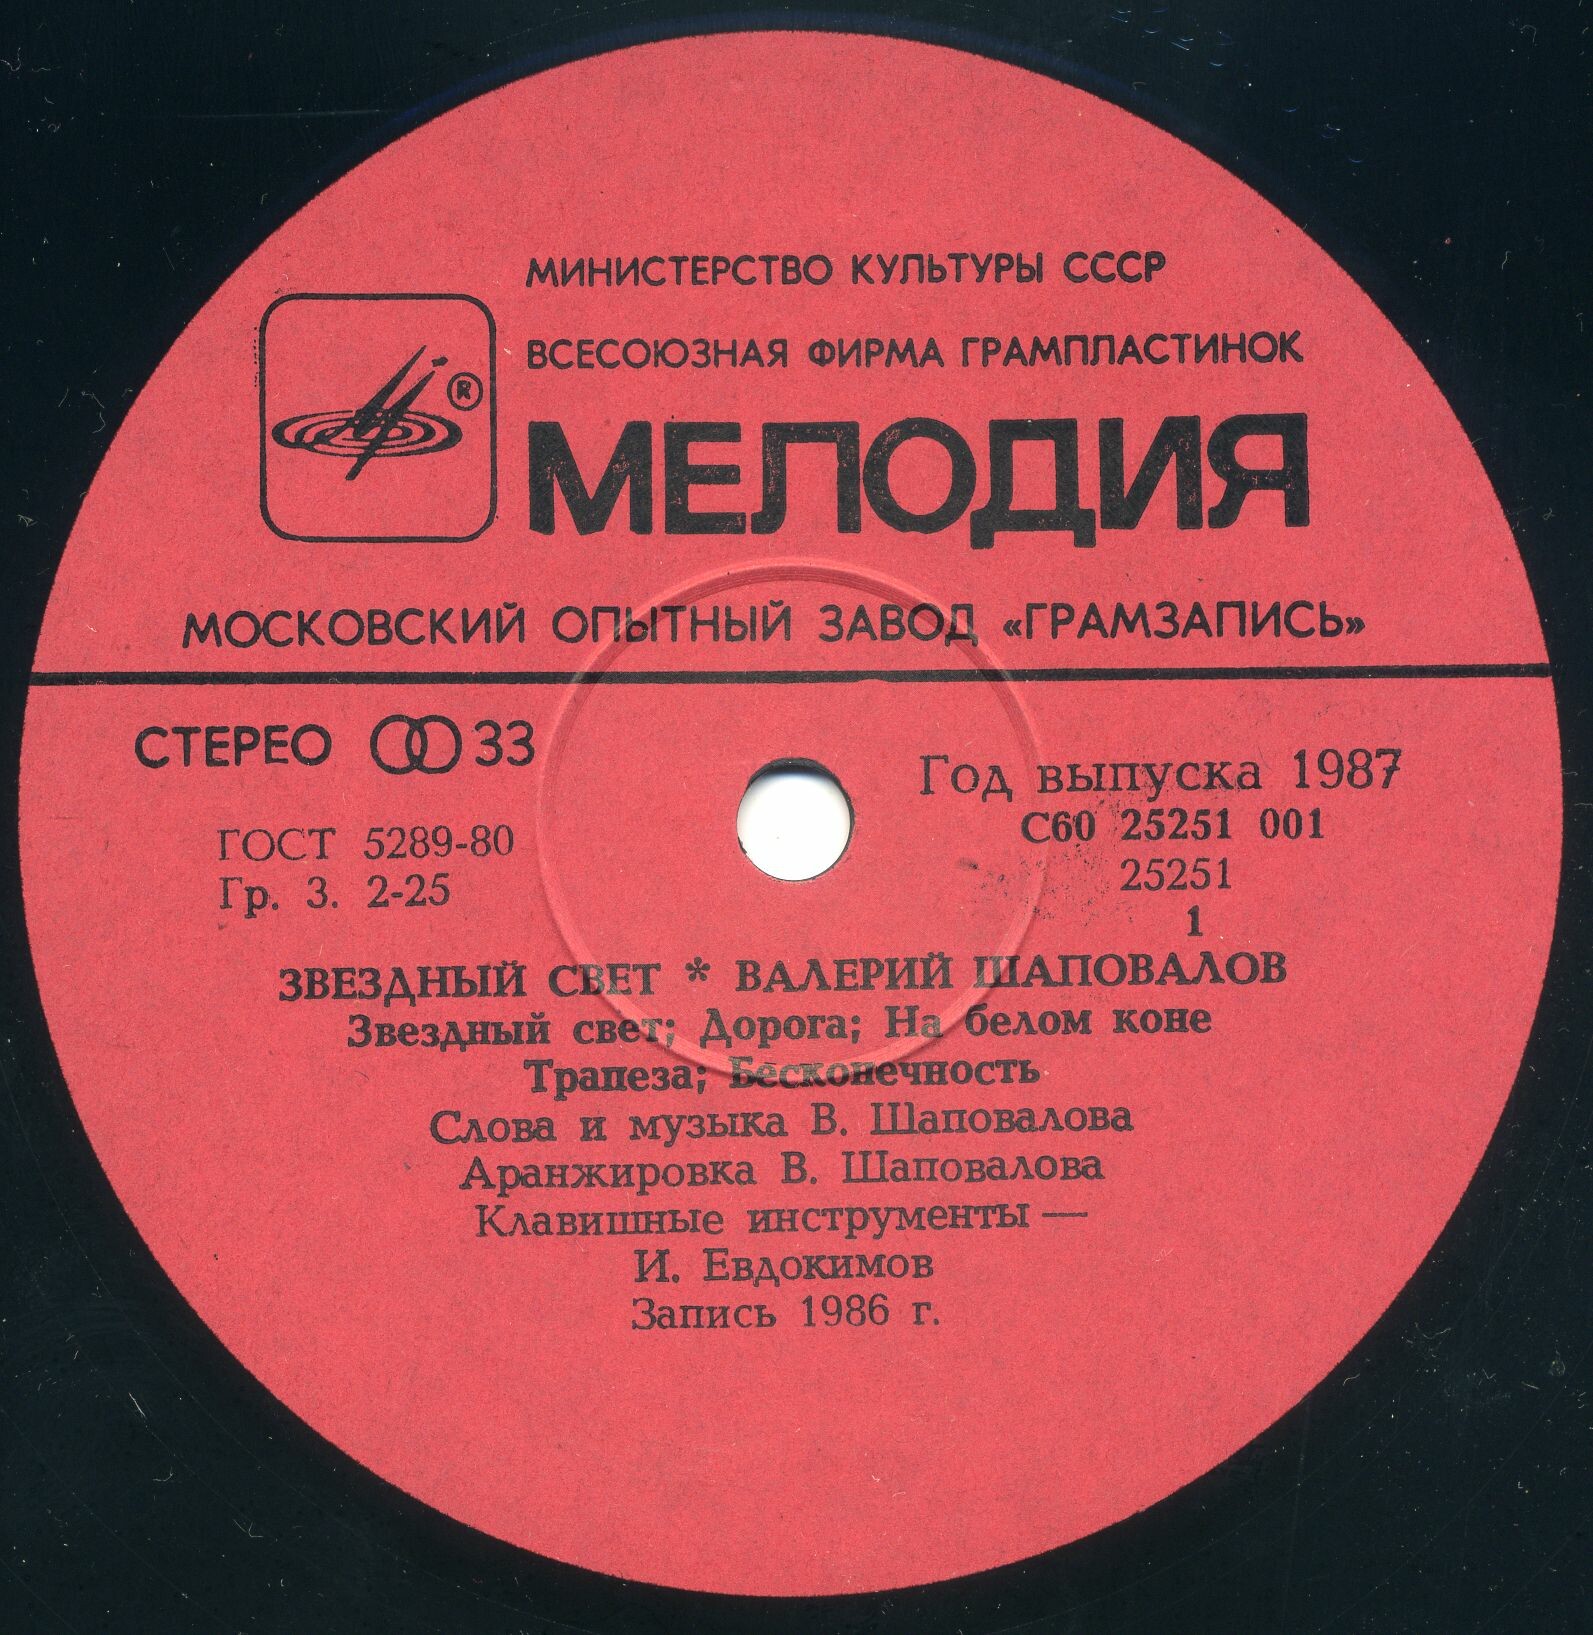 МИНИСТЕРСТВО КУЛЬТУРЫ СССР
ВСЕСОЮЗНАЯ ФИРМА ГРАМПЛАСТИНОК
®
МЕЛОДИЯ
МОСКОВСКИЙ ОПЫТНЫЙ ЗАВОД «ГРАМЗАПИСЬ»
СТЕРЕО 33
Год выпуска 1987
ГОСТ 5289-80
С60 25251 001
Гр. 3. 2-25
25251
1
ЗВЕЗДНЫЙ СВЕТ * ВАЛЕРИЙ ШАПОВАЛОВ
Звездный свет; Дорога; На белом коне
Трапеза; Бесконечность
Слова и музыка В. Шаповалова
Аранжировка В. Шаповалова
Клавишные инструменты —
И. Евдокимов
Запись 1986 г.